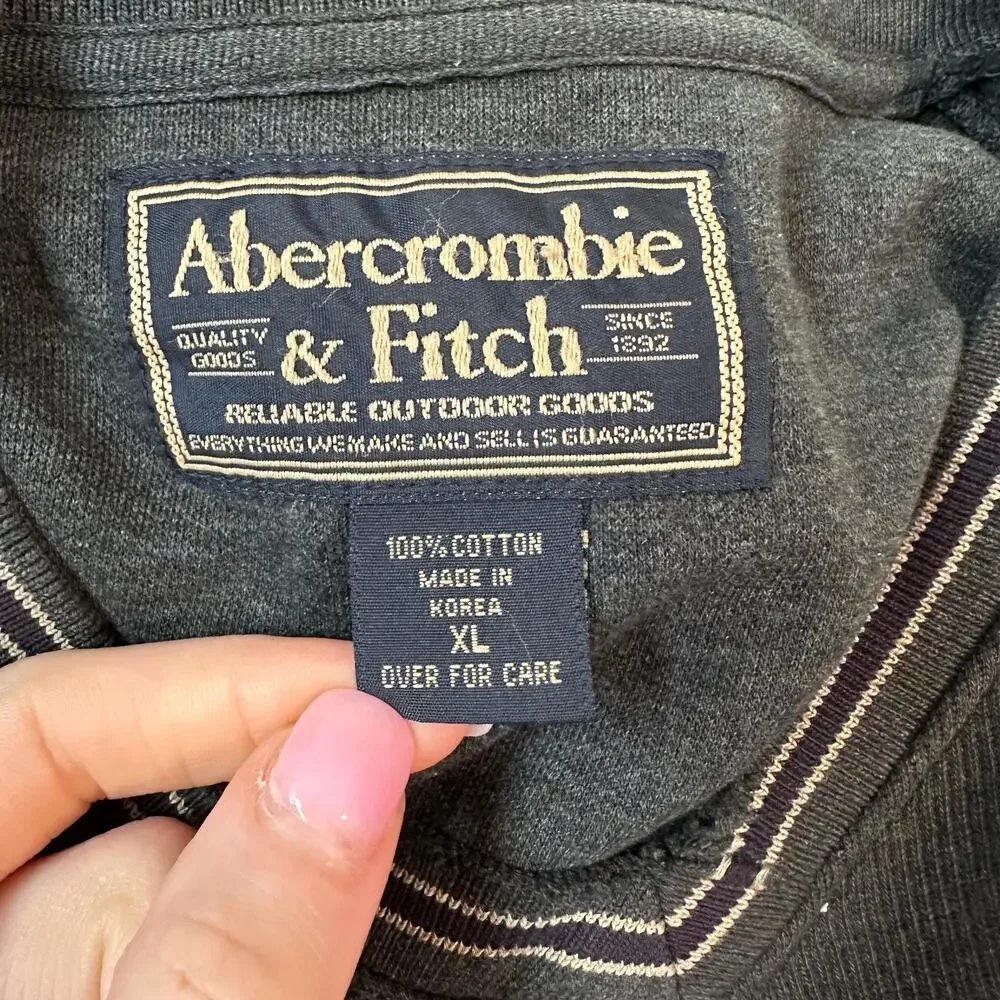 Abercrombie
QUALITY
GOODS
& Fitch
SINCE
1892
RELIABLE OUTDOOR GOODS
EVERYTHING WE MAKE AND SELL IS GUARANTEED
100% COTTON
MADE IN
KOREA
XL
OVER FOR CARE